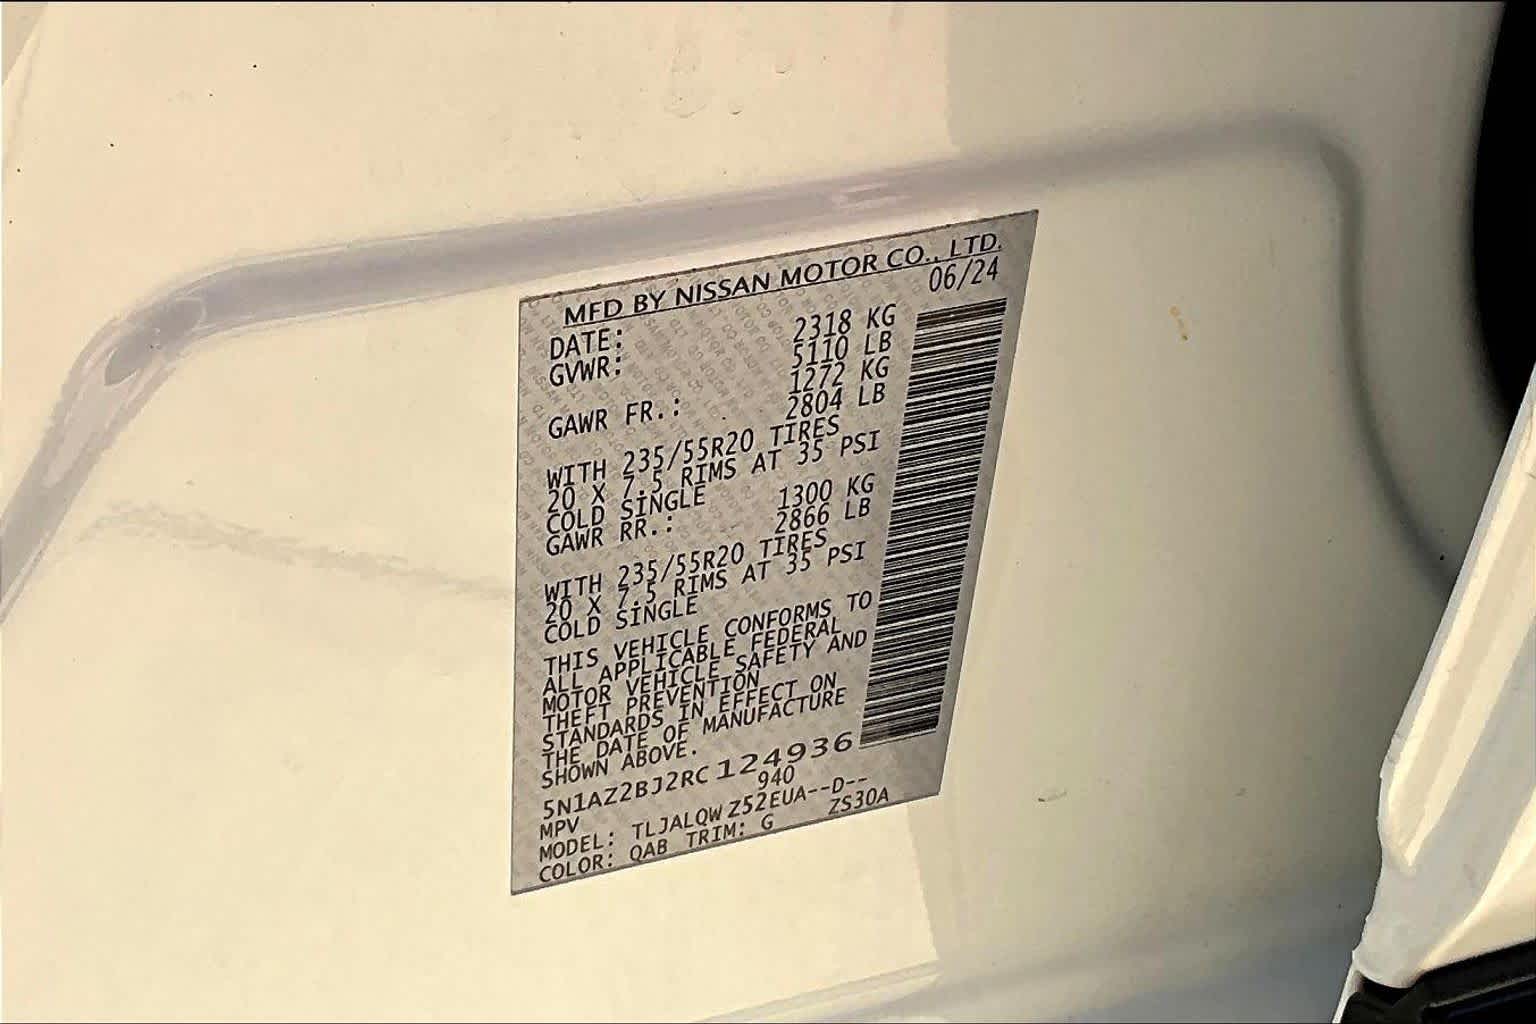 MFD BY NISSAN MOTOR CO., LTD.
DATE: 06/24
GVWR: 2318 KG
5110 LB
GAWR FR.: 1272 KG
2804 LB
WITH 235/55R20 TIRES
20 X 7.5 RIMS AT 35 PSI
COLD SINGLE
GAWR RR.: 1300 KG
2866 LB
WITH 235/55R20 TIRES
20 X 7.5 RIMS AT 35 PSI
COLD SINGLE
THIS VEHICLE CONFORMS TO
ALL APPLICABLE FEDERAL
MOTOR VEHICLE SAFETY AND
THEFT PREVENTION
STANDARDS IN EFFECT ON
THE DATE OF MANUFACTURE
SHOWN ABOVE.
5N1AZ2BJ2RC124936
MPV 940
MODEL: TLJALQWZ52EUA--D--
COLOR: QAB TRIM: G ZS30A